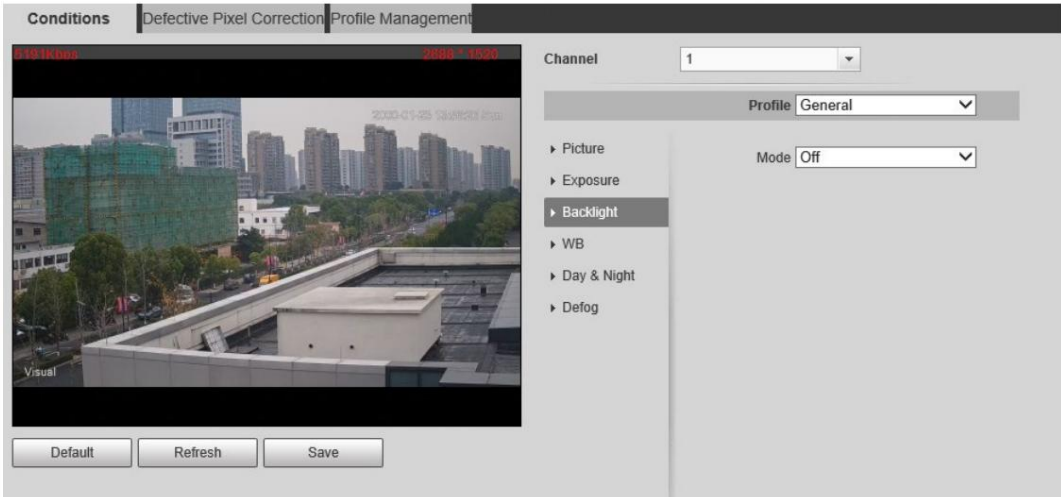 Conditions
Defective Pixel Correction
Profile Management
5191Kbps
2688 * 1520
Visual
Default
Refresh
Save
Channel
1
Profile General
Picture
Exposure
Backlight
WB
Day & Night
Defog
Mode Off